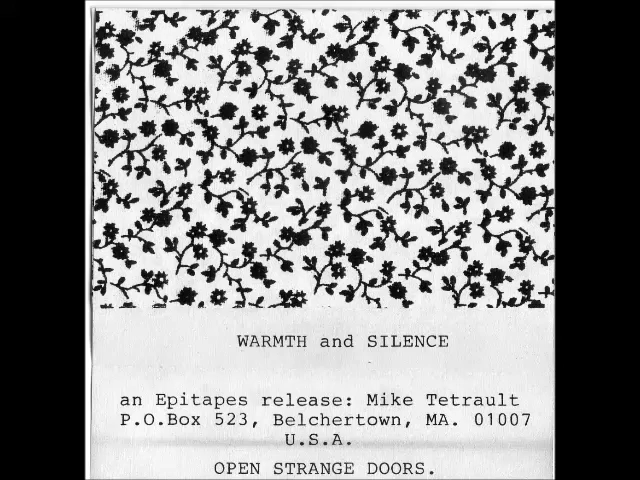 WARMTH and SILENCE
an Epitapes release: Mike Tetrault
P.O.Box 523, Belchertown, MA. 01007
U.S.A.
OPEN STRANGE DOORS.